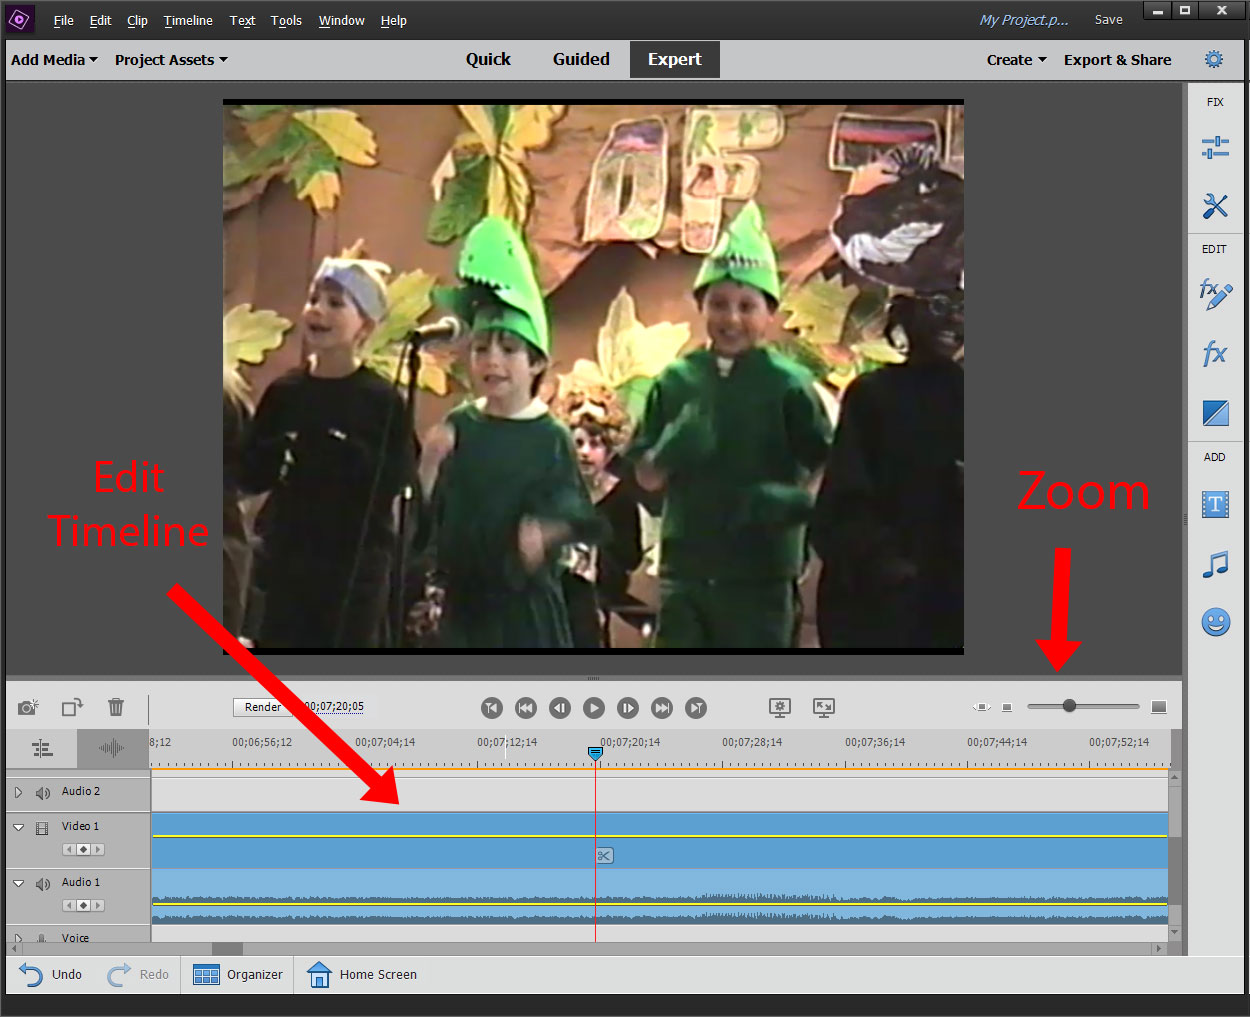 File Edit Clip Timeline Text Tools Window Help My Project.p... Save
Add Media Project Assets Quick Guided Expert Create Export & Share
FIX
OF T
EDIT
fx
fx
ADD
Edit
Timeline
Zoom
T
Render 00;07;20;05
8;12 00;06;56;12 00;07;04;14 00;07;12;14 00;07;20;14 00;07;28;14 00;07;36;14 00;07;44;14 00;07;52;14
Audio 2
Video 1
Audio 1
Voice
Undo Redo Organizer Home Screen